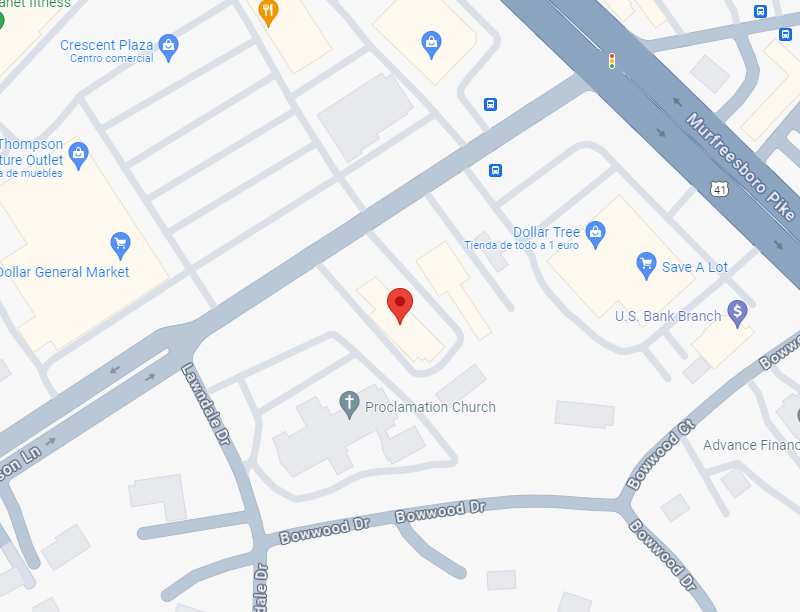 anet fitness
Crescent Plaza
Centro comercial
Thompson
ture Outlet
a de muebles
Dollar General Market
Murfreesboro Pike
41
Dollar Tree
Tienda de todo a 1 euro
Save A Lot
U.S. Bank Branch
$
Bowwo
Lawndale Dr
Proclamation Church
Bowwood Ct
Advance Financ
son Ln
Bowwood Dr
Bowwood Dr
Bowwood Dr
dale Dr